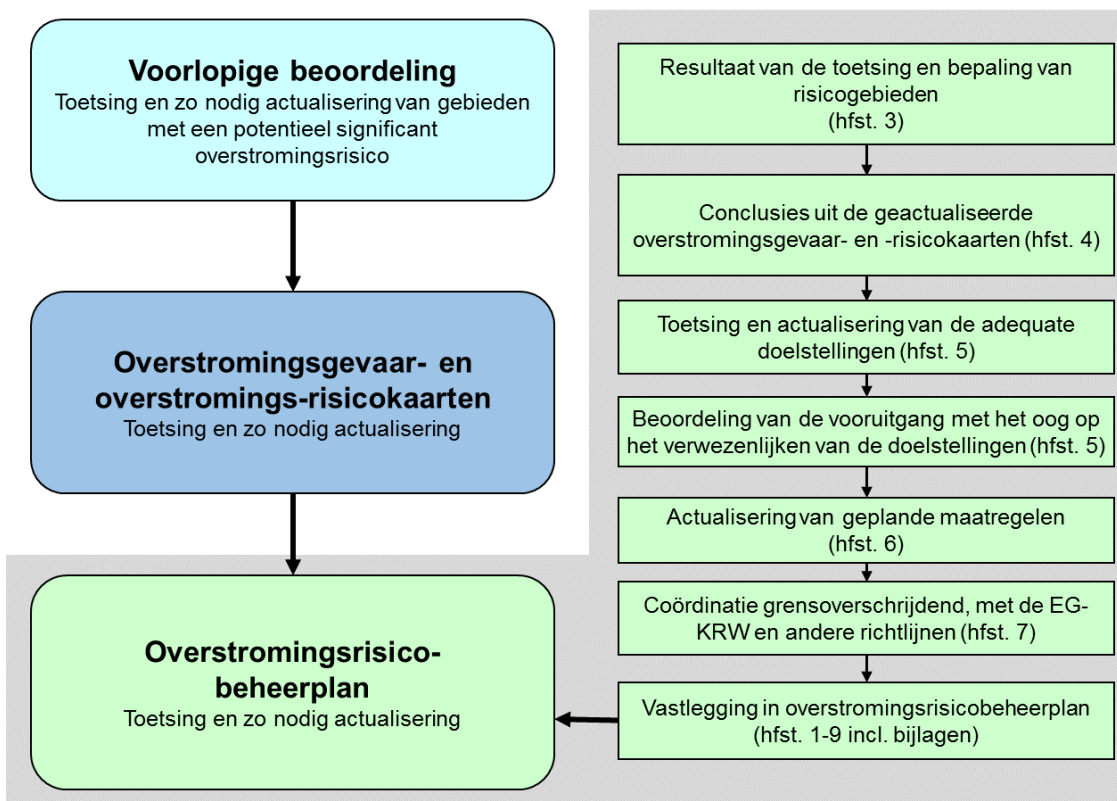 Voorlopige beoordeling
Toetsing en zo nodig actualisering van gebieden
met een potentieel significant
overstromingsrisico
Overstromingsgevaar- en
overstromings-risicokaarten
Toetsing en zo nodig actualisering
Overstromingsrisico-
beheerplan
Toetsing en zo nodig actualisering
Resultaat van de toetsing en bepaling van
risicogebieden
(hfst. 3)
Conclusies uit de geactualiseerde
overstromingsgevaar- en -risicokaarten (hfst. 4)
Toetsing en actualisering van de adequate
doelstellingen (hfst. 5)
Beoordeling van de vooruitgang met het oog op
het verwezenlijken van de doelstellingen (hfst. 5)
Actualisering van geplande maatregelen
(hfst. 6)
Coördinatie grensoverschrijdend, met de EG-
KRW en andere richtlijnen (hfst. 7)
Vastlegging in overstromingsrisicobeheerplan
(hfst. 1-9 incl. bijlagen)